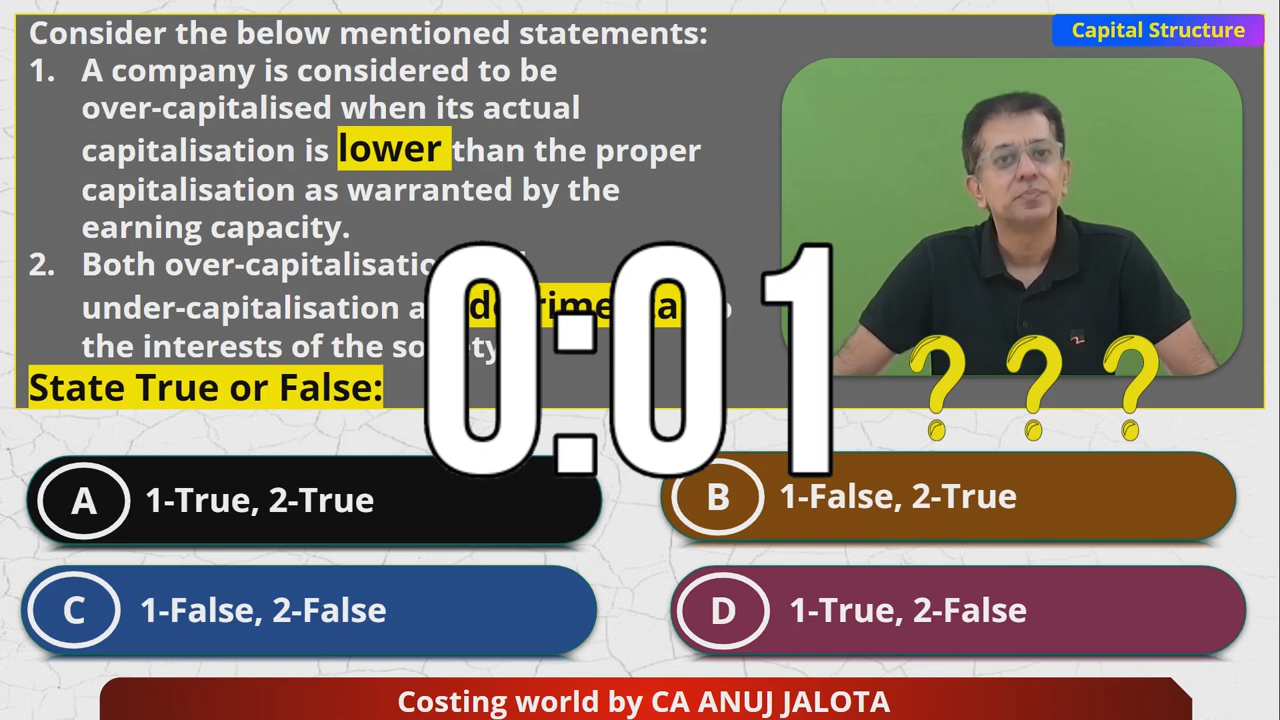 Consider the below mentioned statements:
Capital Structure
1. A company is considered to be
over-capitalised when its actual
capitalisation is lower than the proper
capitalisation as warranted by the
earning capacity.
2. Both over-capitalisatio
under-capitalisation a
the interests of the so
State True or False:
0:01
? ? ?
A 1-True, 2-True
B 1-False, 2-True
C 1-False, 2-False
D 1-True, 2-False
Costing world by CA ANUJ JALOTA